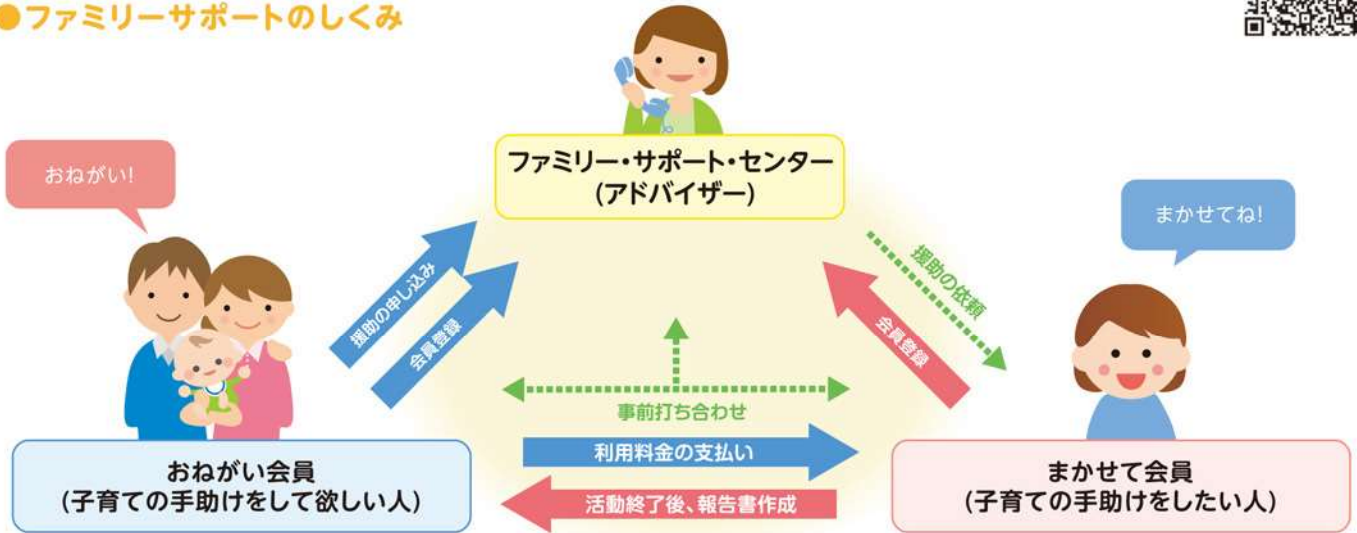 ●ファミリーサポートのしくみ
ファミリー・サポート・センター
(アドバイザー)
おねがい!
まかせてね!
援助の申し込み
会員登録
援助の依頼
会員登録
事前打ち合わせ
利用料金の支払い
活動終了後、報告書作成
おねがい会員
(子育ての手助けをして欲しい人)
まかせて会員
(子育ての手助けをしたい人)